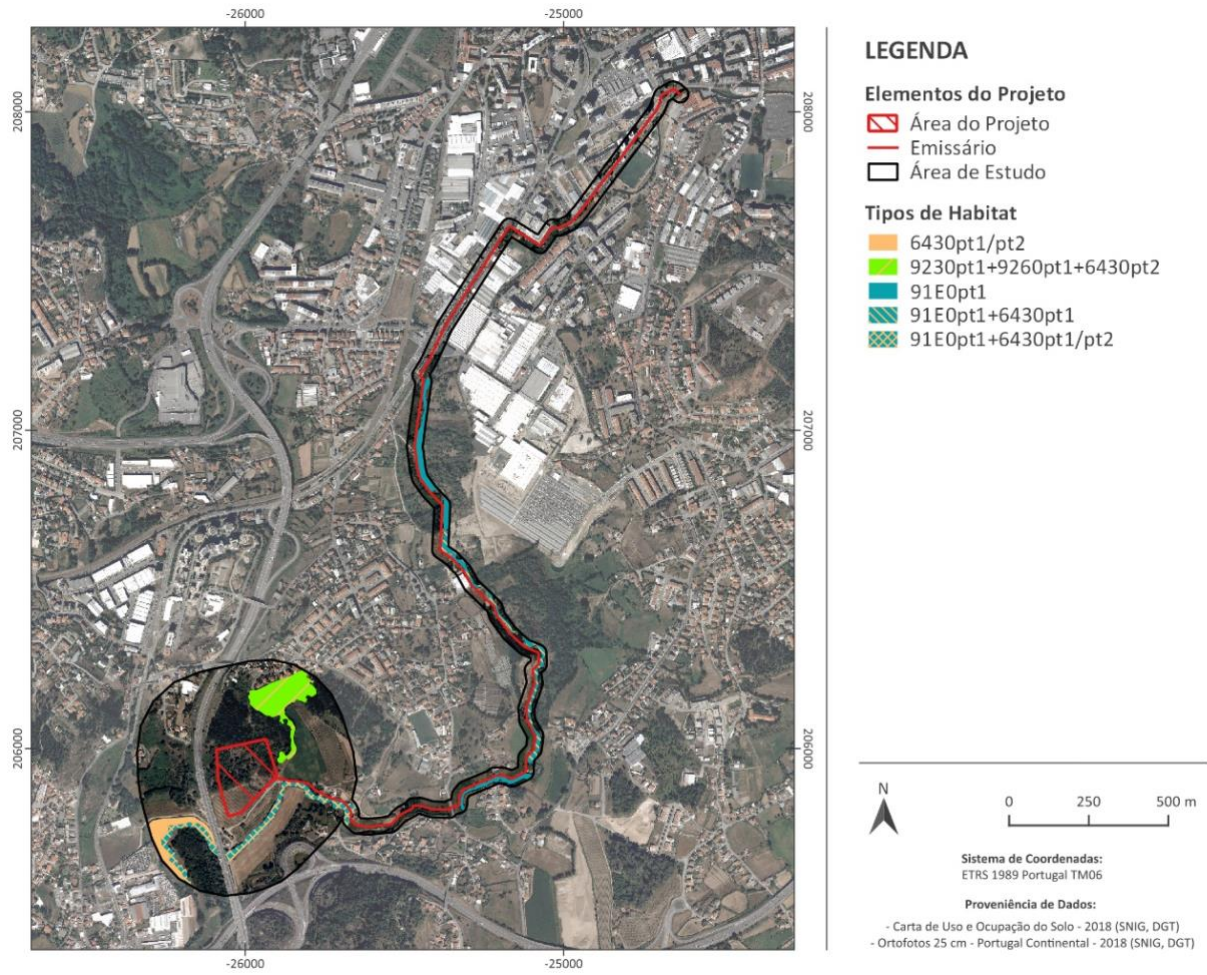 -26000
-25000
208000
208000
207000
207000
206000
206000
-26000
-25000
LEGENDA
Elementos do Projeto
Área do Projeto
Emissário
Área de Estudo
Tipos de Habitat
6430pt1/pt2
9230pt1+9260pt1+6430pt2
91E0pt1
91E0pt1+6430pt1
91E0pt1+6430pt1/pt2
N
0 250 500 m
Sistema de Coordenadas:
ETRS 1989 Portugal TM06
Proveniência de Dados:
- Carta de Uso e Ocupação do Solo - 2018 (SNIG, DGT)
- Ortofotos 25 cm - Portugal Continental - 2018 (SNIG, DGT)